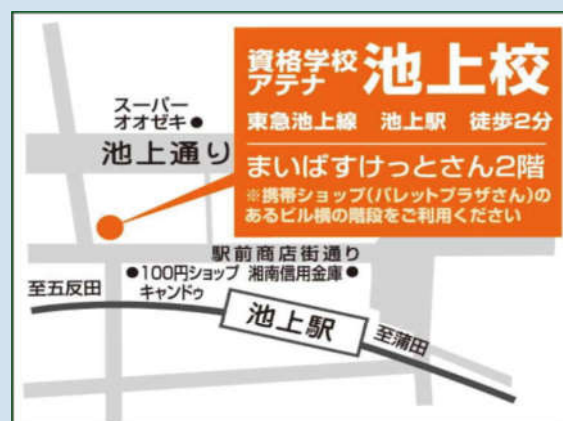 資格学校
アテナ
池上校
東急池上線 池上駅 徒歩2分
まいばすけっとさん2階
※携帯ショップ(パレットプラザさん)の
あるビル横の階段をご利用ください
スーパー
オオゼキ●
池上通り
駅前商店街通り
●100円ショップ
キャンドゥ
湘南信用金庫●
至五反田
池上駅
至蒲田